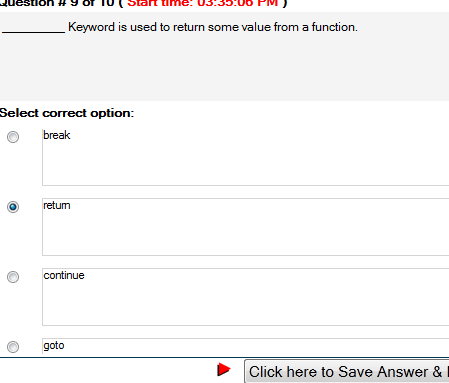 Question # 9 of 10 ( Start time: 03:35:06 PM )
__________ Keyword is used to return some value from a function.
Select correct option:
break
return
continue
goto
Click here to Save Answer &